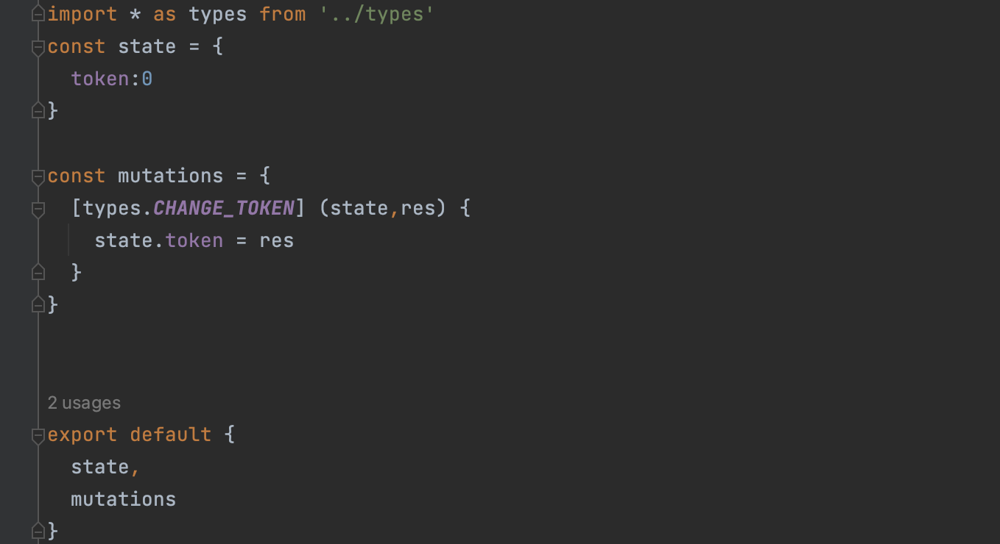 import * as types from '../types'
const state = {
  token:0
}
const mutations = {
  [types.CHANGE_TOKEN] (state,res) {
    state.token = res
  }
}
2 usages
export default {
  state,
  mutations
}